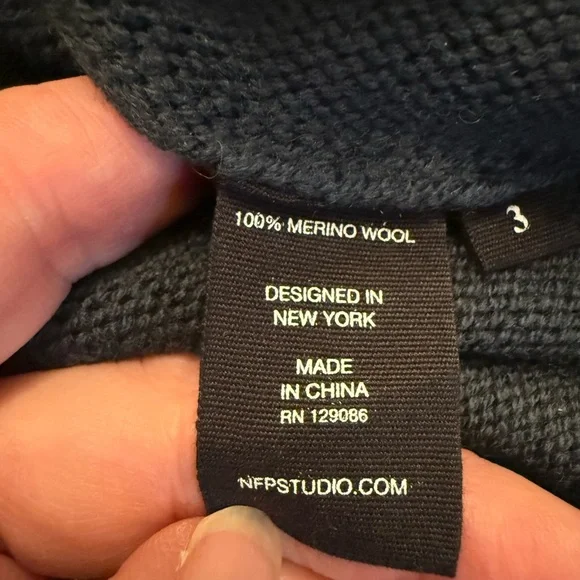 100% MERINO WOOL
3
DESIGNED IN
NEW YORK
MADE
IN CHINA
RN 129086
NFPSTUDIO.COM